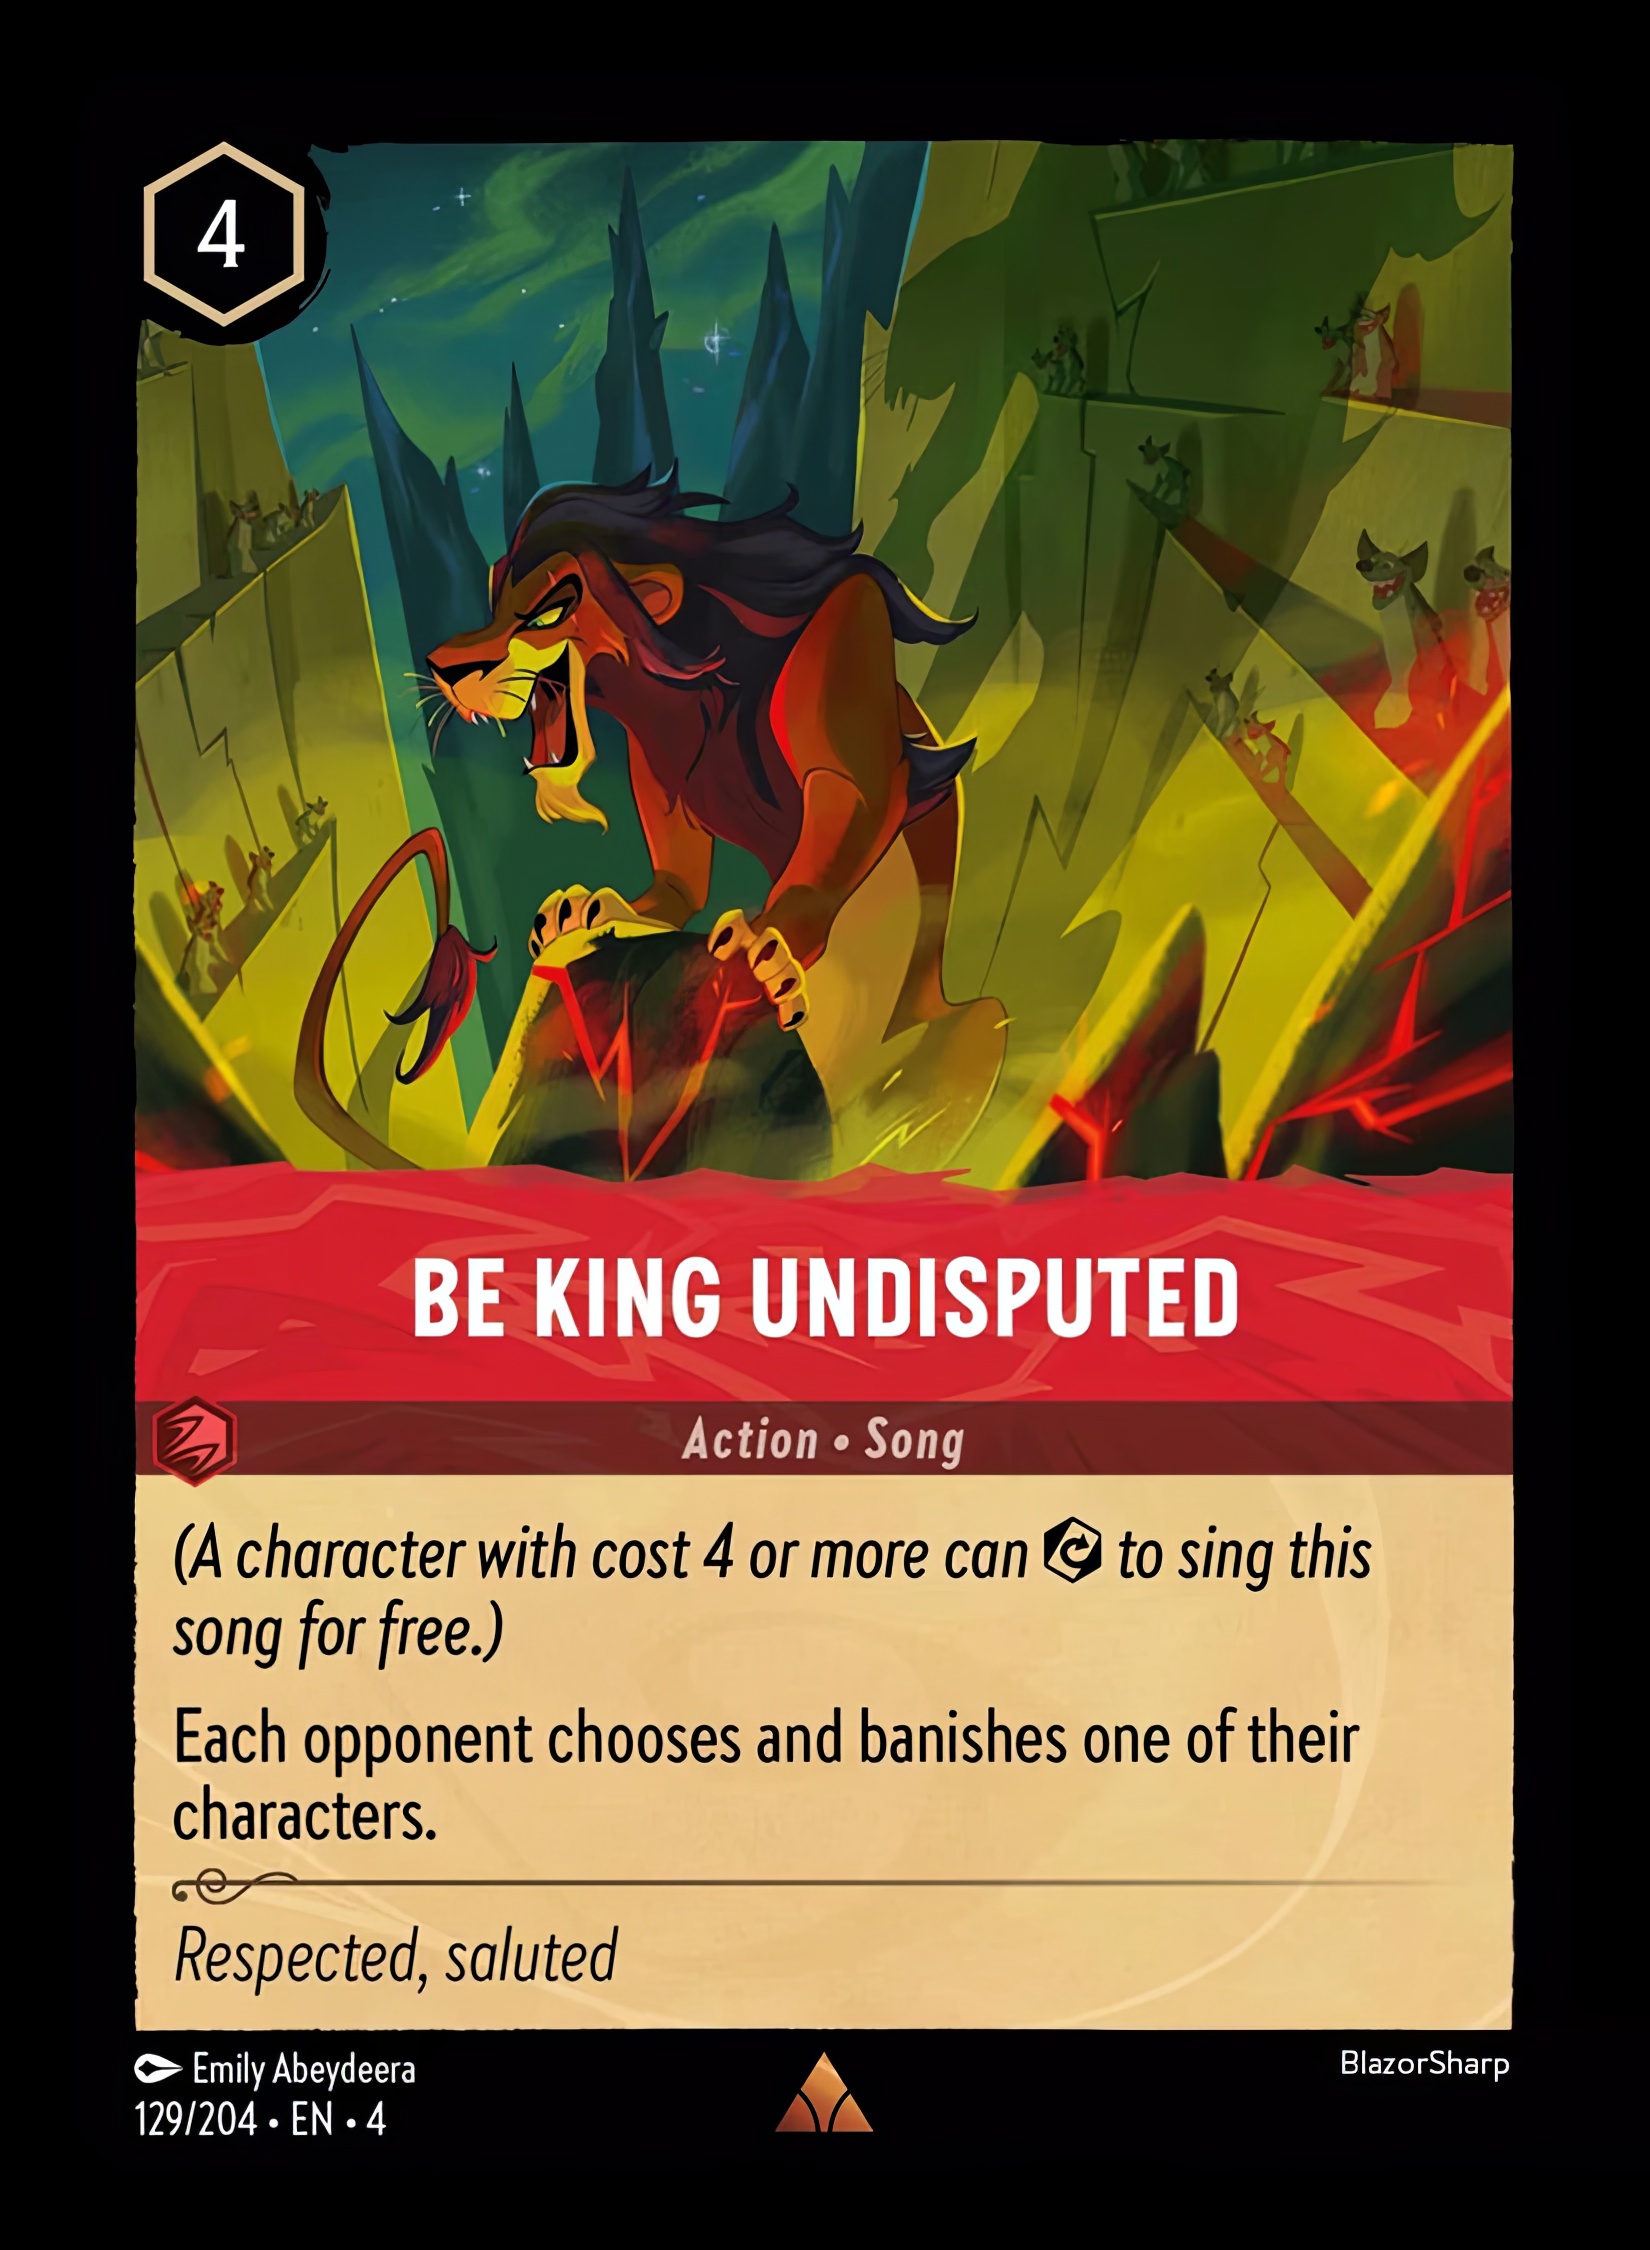 4
BE KING UNDISPUTED
Action • Song
(A character with cost 4 or more can to sing this
song for free.)
Each opponent chooses and banishes one of their
characters.
Respected, saluted
Emily Abeydeera
BlazorSharp
129/204 • EN • 4